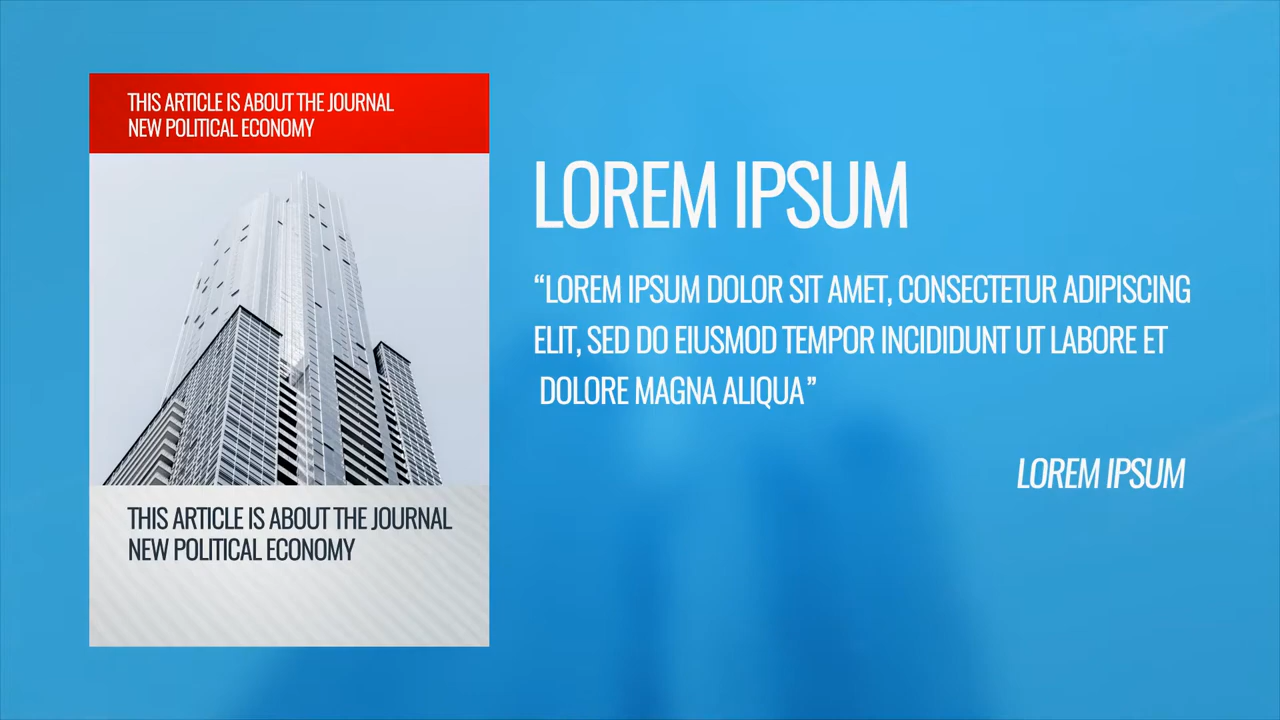 THIS ARTICLE IS ABOUT THE JOURNAL
NEW POLITICAL ECONOMY
THIS ARTICLE IS ABOUT THE JOURNAL
NEW POLITICAL ECONOMY
LOREM IPSUM
“LOREM IPSUM DOLOR SIT AMET, CONSECTETUR ADIPISCING
ELIT, SED DO EIUSMOD TEMPOR INCIDIDUNT UT LABORE ET
DOLORE MAGNA ALIQUA”
LOREM IPSUM